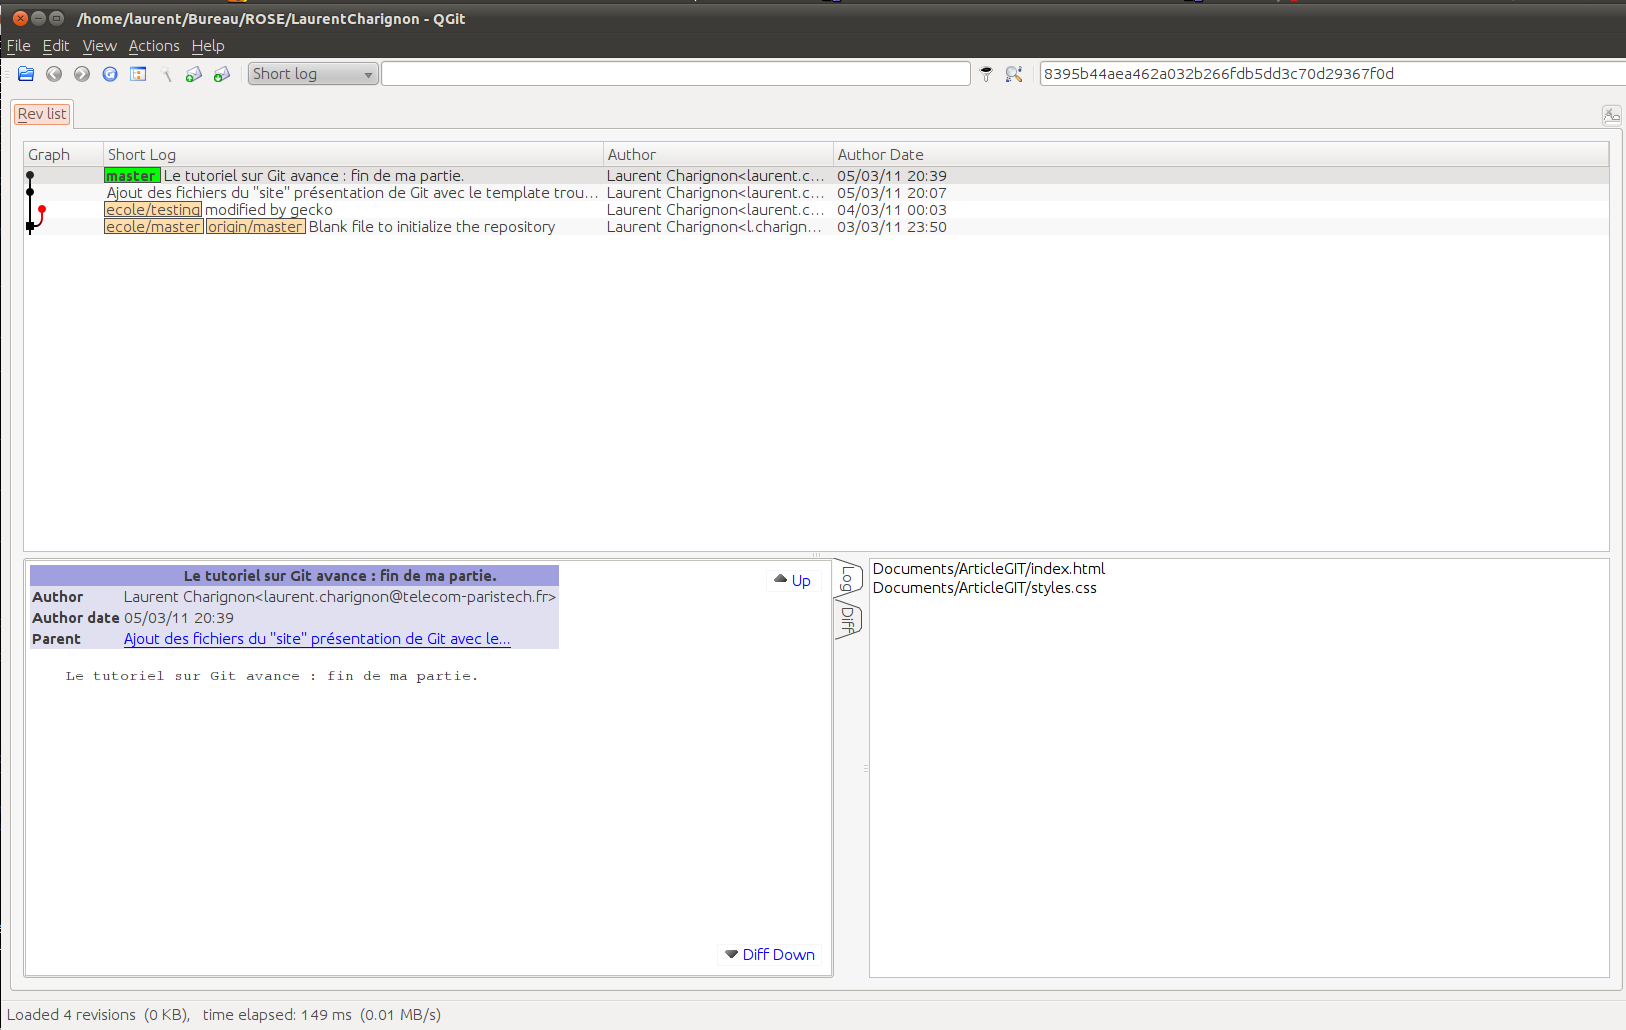 /home/laurent/Bureau/ROSE/LaurentCharignon - QGit
File Edit View Actions Help
Short log 8395b44aea462a032b266fdb5dd3c70d29367f0d
Rev list
Graph Short Log Author Author Date
master Le tutoriel sur Git avance : fin de ma partie. Laurent Charignon<laurent.c... 05/03/11 20:39
Ajout des fichiers du "site" présentation de Git avec le template trou... Laurent Charignon<laurent.c... 05/03/11 20:07
ecole/testing modified by gecko Laurent Charignon<laurent.c... 04/03/11 00:03
ecole/master origin/master Blank file to initialize the repository Laurent Charignon<l.charign... 03/03/11 23:50
Le tutoriel sur Git avance : fin de ma partie.
Up
Author Laurent Charignon<laurent.charignon@telecom-paristech.fr>
Author date 05/03/11 20:39
Parent Ajout des fichiers du "site" présentation de Git avec le...
Le tutoriel sur Git avance : fin de ma partie.
Diff Down
Log
Diff
Documents/ArticleGIT/index.html
Documents/ArticleGIT/styles.css
Loaded 4 revisions (0 KB), time elapsed: 149 ms (0.01 MB/s)